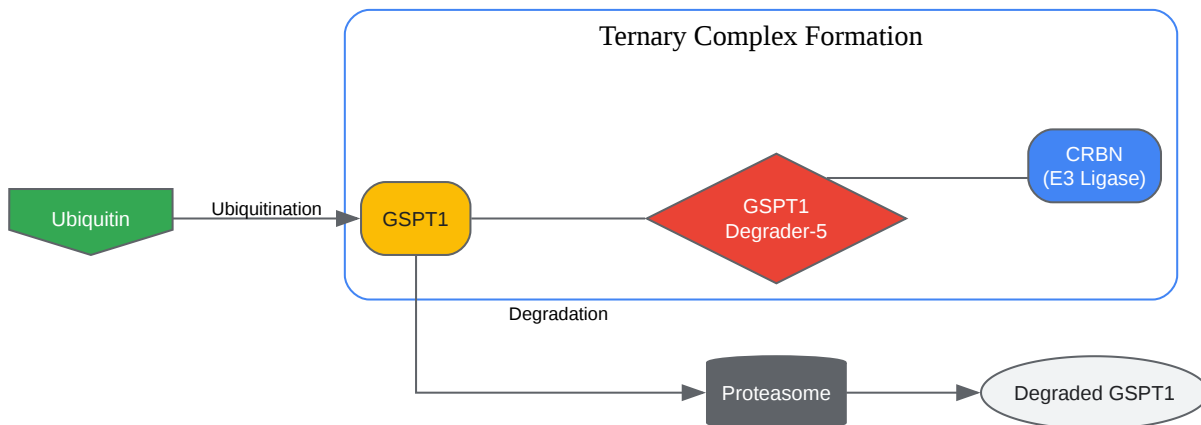 Ternary Complex Formation
CRBN
(E3 Ligase)
Ubiquitin
Ubiquitination
GSPT1
GSPT1
Degrader-5
Degradation
Proteasome
Degraded GSPT1